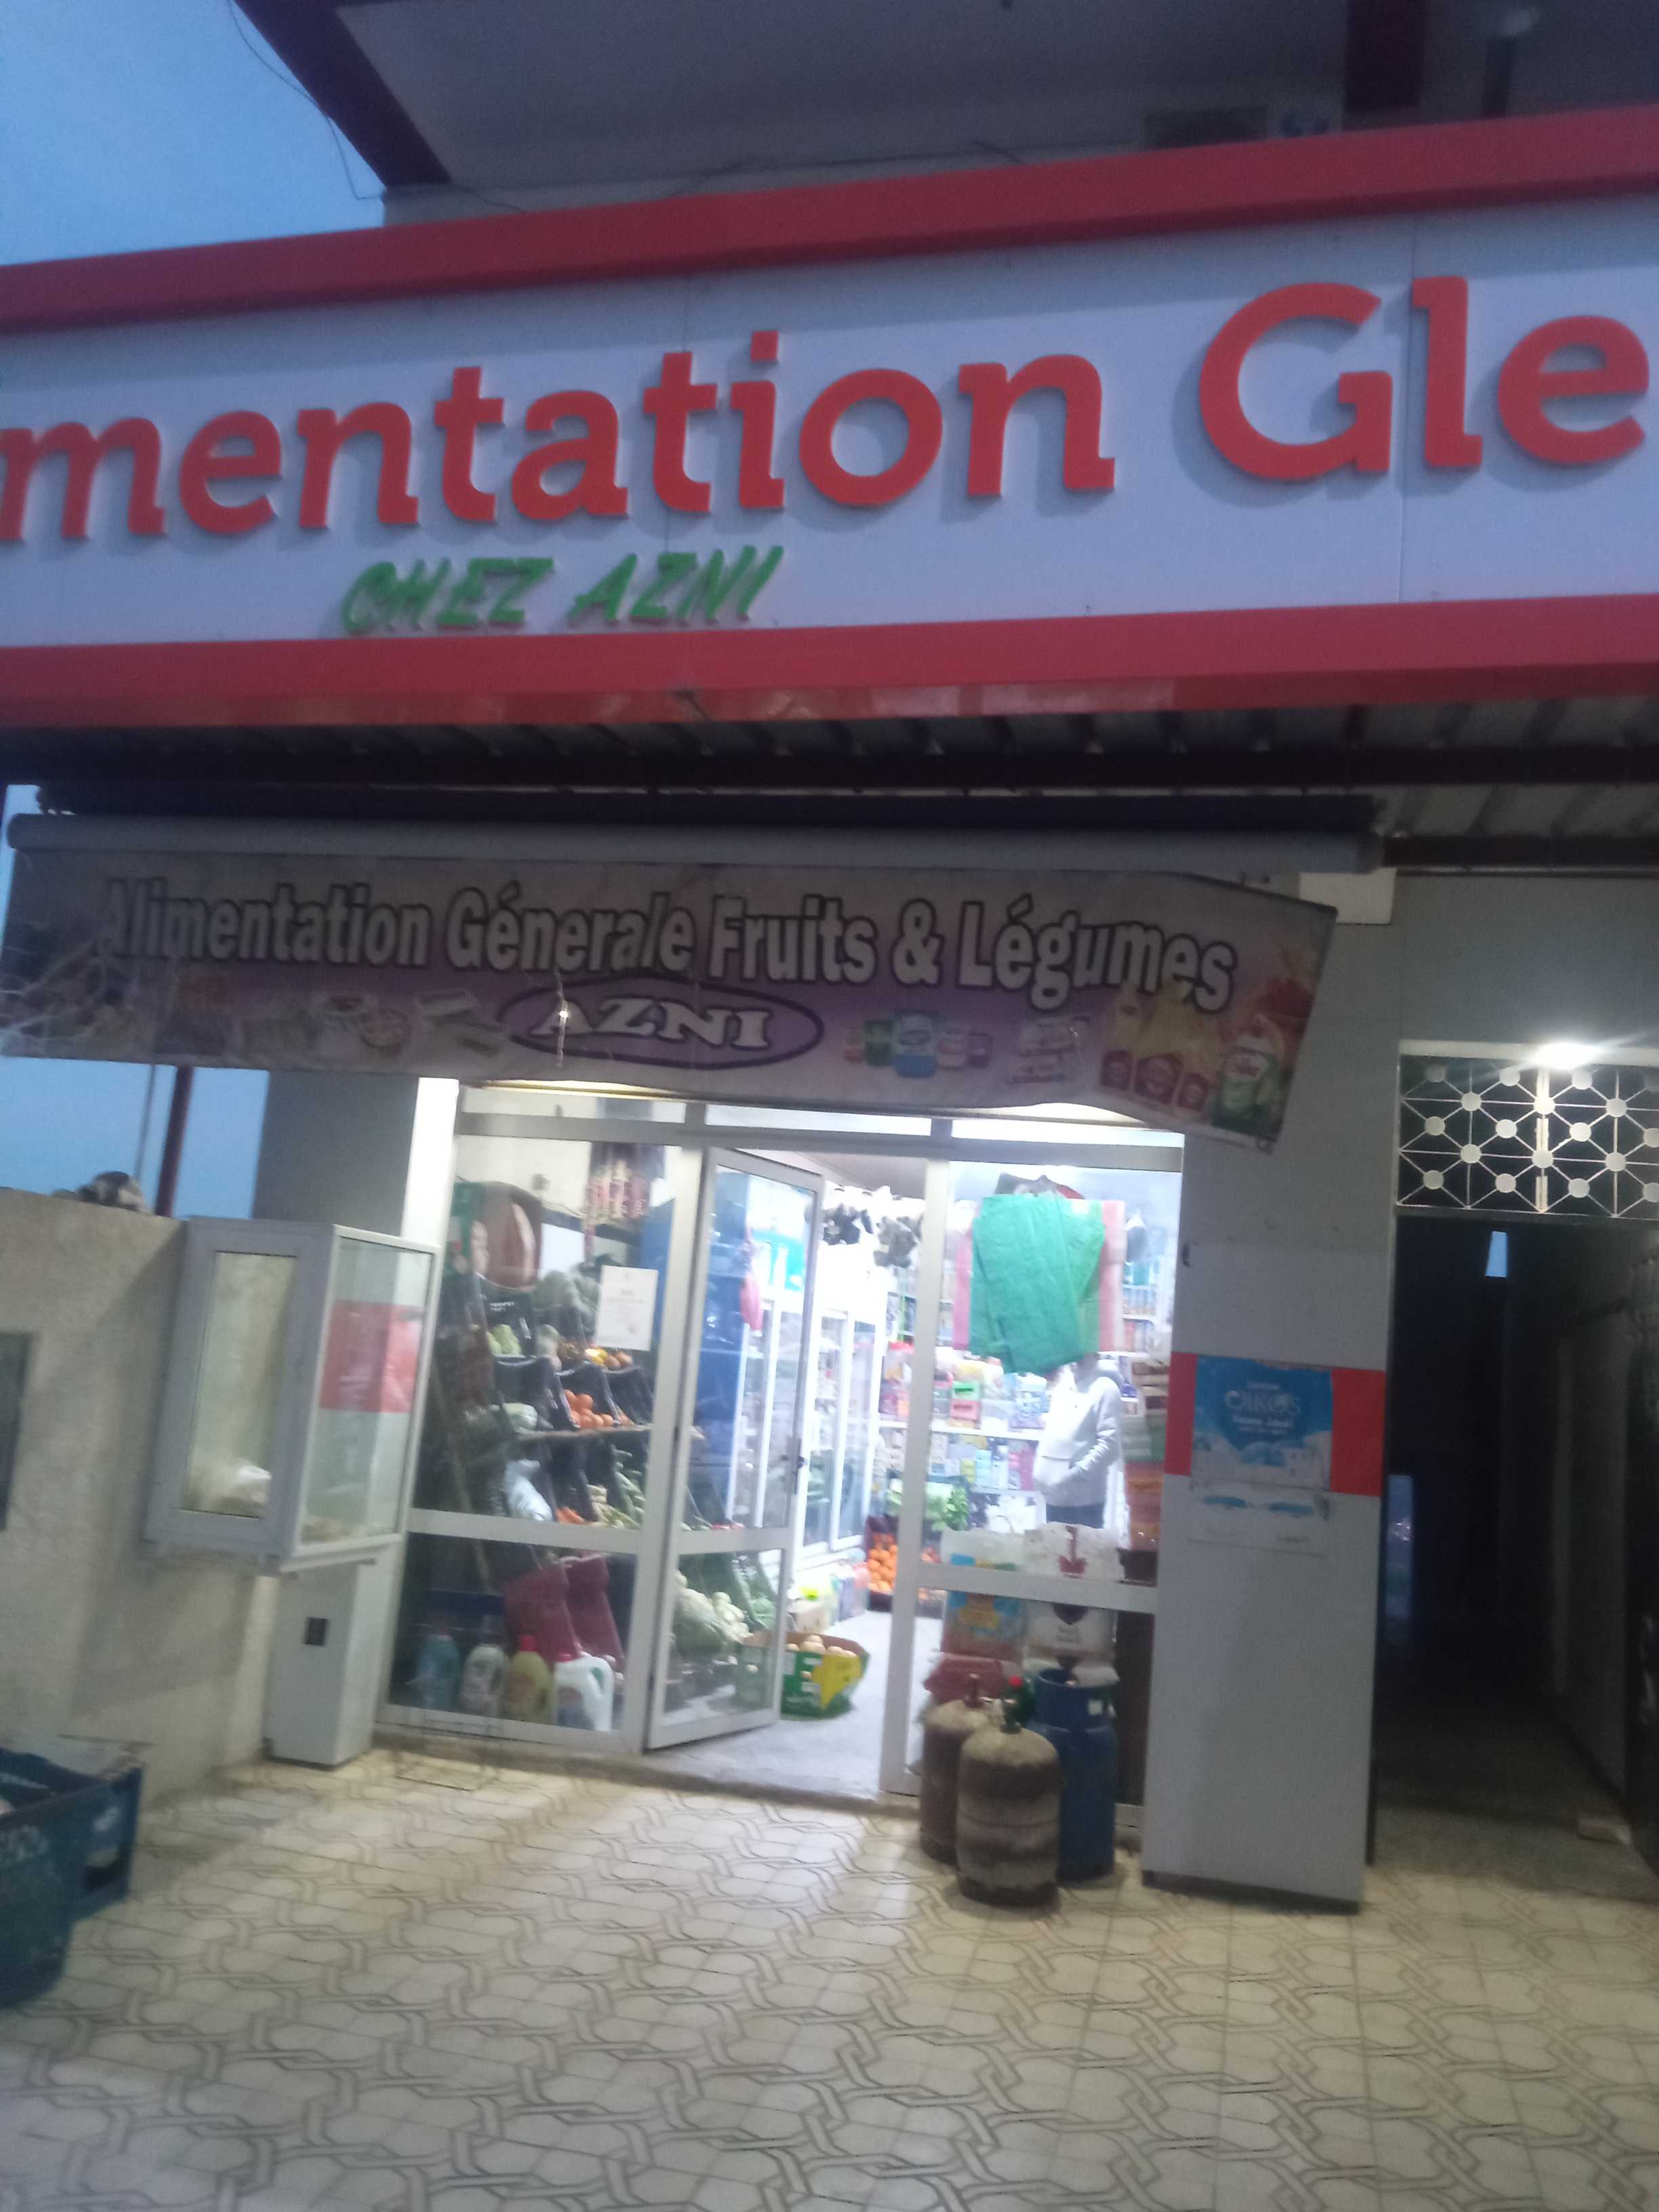 mentation Gle
CHEZ AZNI
Alimentation Génerale Fruits & Légumes
AZNI
OIKOS